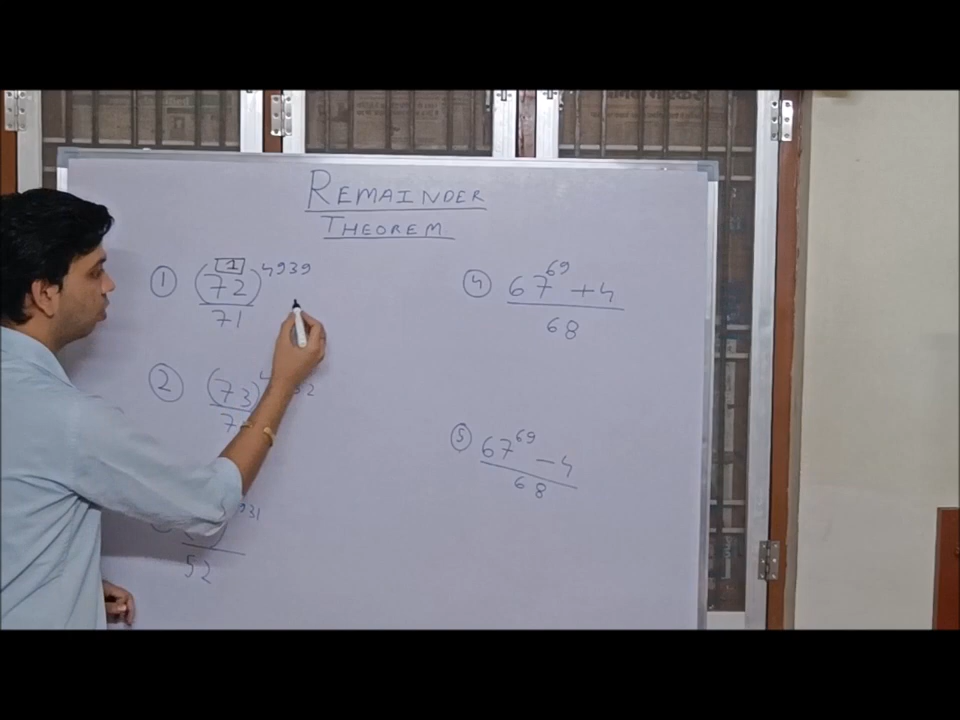 REMAINDER
THEOREM
① (72)^4939
1
71
② (73)
52
④ 67^69 + 4
68
⑤ 67^69 - 4
68